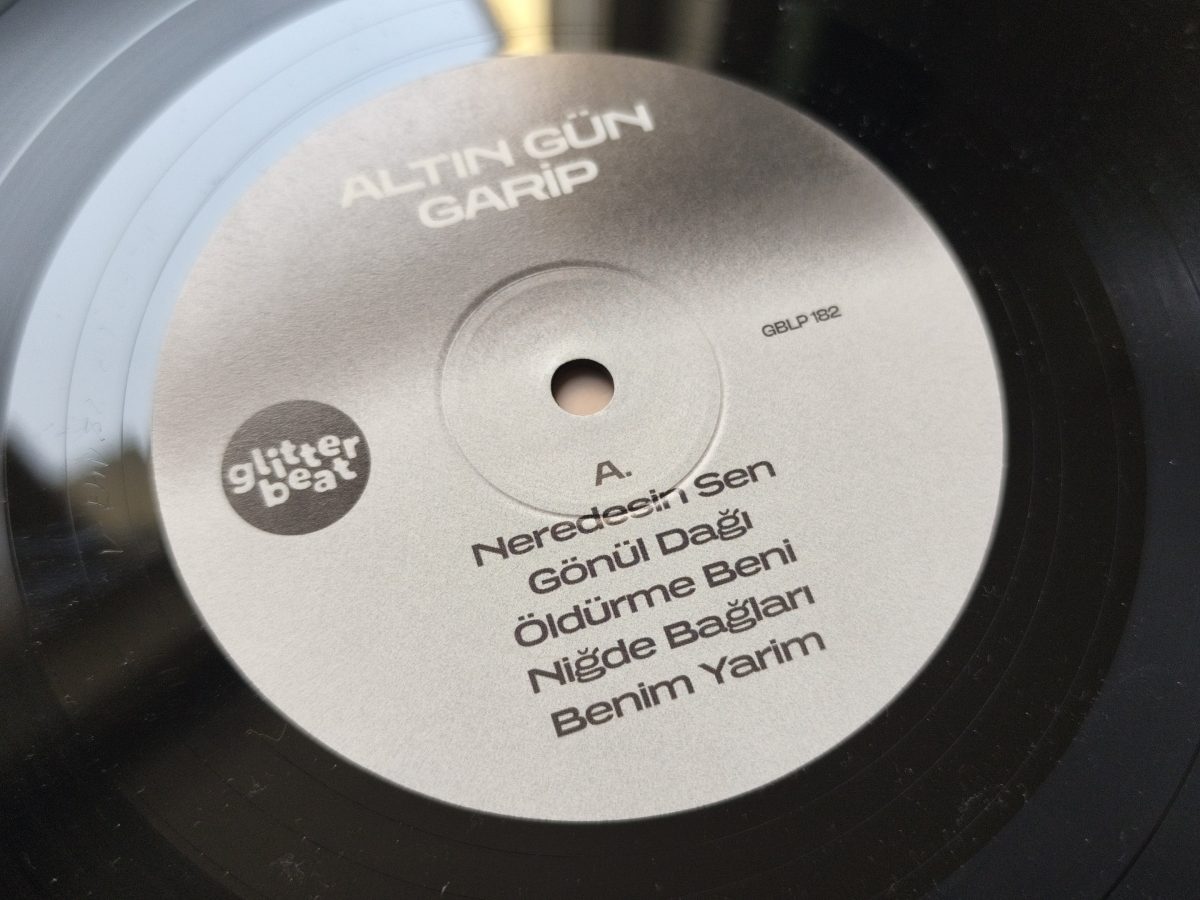 ALTIN GÜN
GARİP
GBLP 182
glitter
beat
A.
Neredesin Sen
Gönül Dağı
Öldürme Beni
Niğde Bağları
Benim Yarim